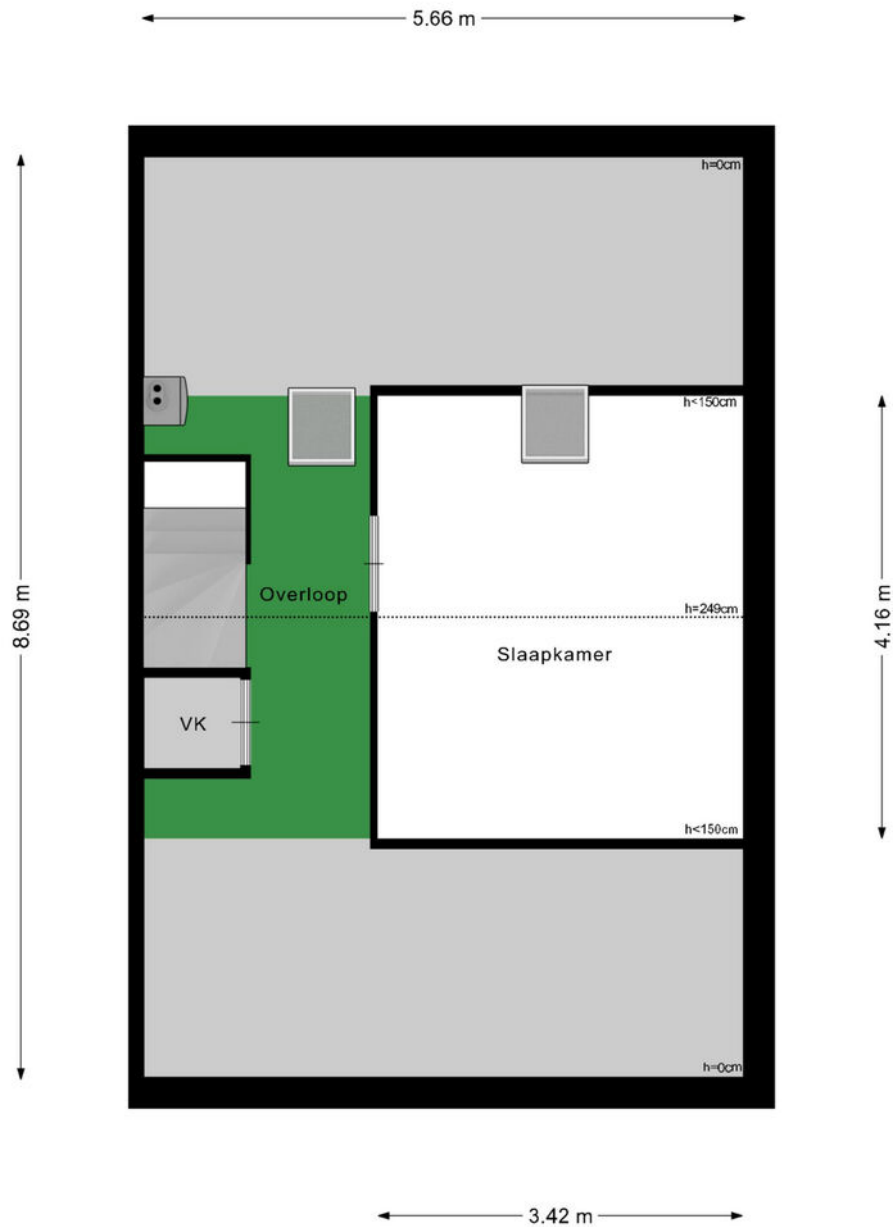 5.66 m
h=0cm
h<150cm
8.69 m
Overloop
h=249cm
4.16 m
Slaapkamer
VK
h<150cm
h=0cm
3.42 m